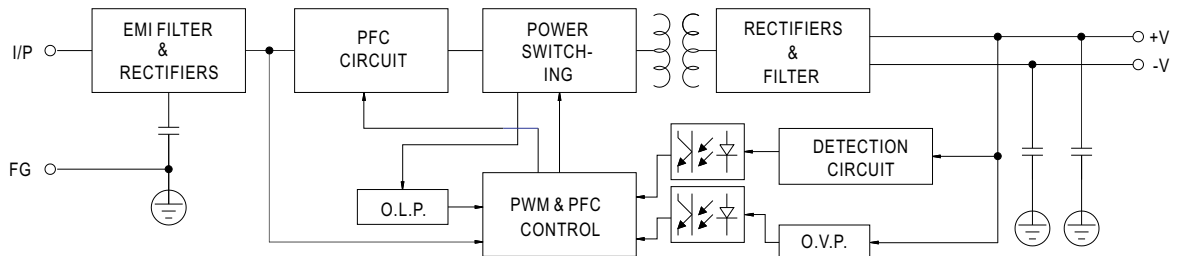 I/P
EMI FILTER
&
RECTIFIERS
PFC
CIRCUIT
POWER
SWITCH-
ING
RECTIFIERS
&
FILTER
+V
-V
FG
O.L.P.
PWM & PFC
CONTROL
DETECTION
CIRCUIT
O.V.P.